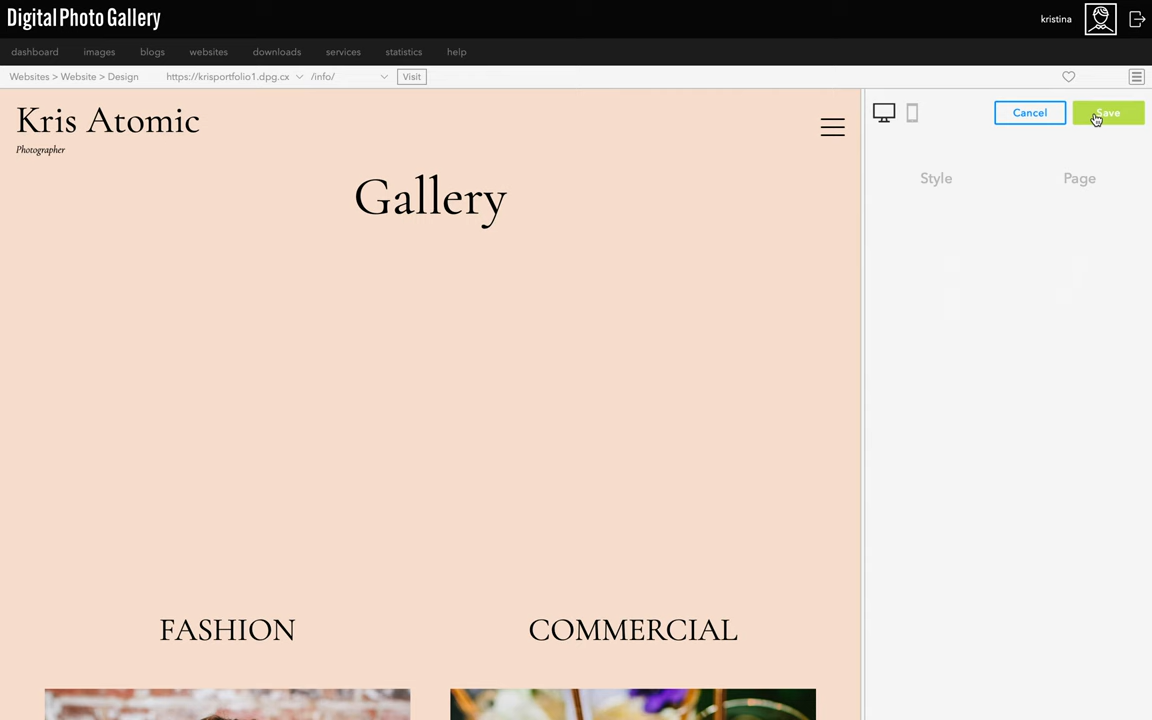 Digital Photo Gallery
kristina
dashboard images blogs websites downloads services statistics help
Websites > Website > Design https://krisportfolio1.dpg.cx /info/ Visit
Kris Atomic
Photographer
Cancel Save
Gallery
Style Page
FASHION COMMERCIAL